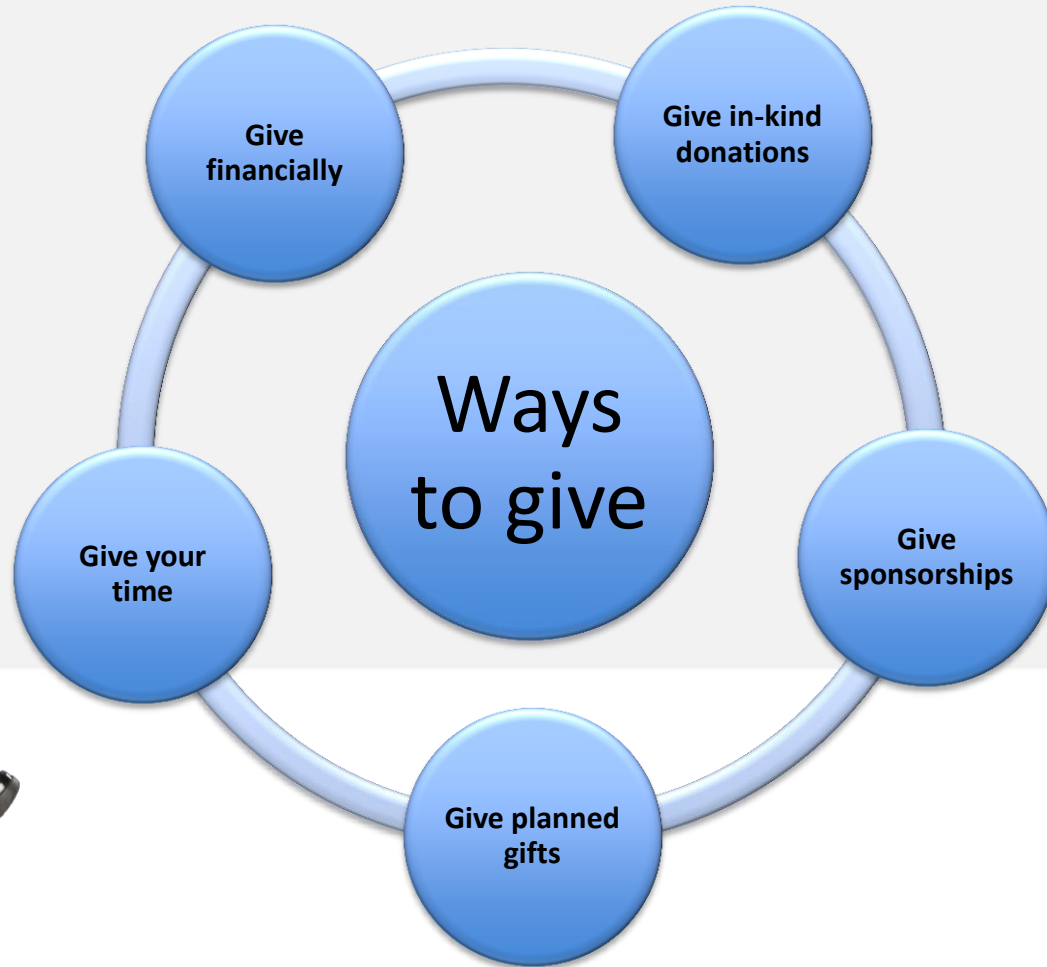 Give
financially
Give in-kind
donations
Ways
to give
Give your
time
Give
sponsorships
Give planned
gifts